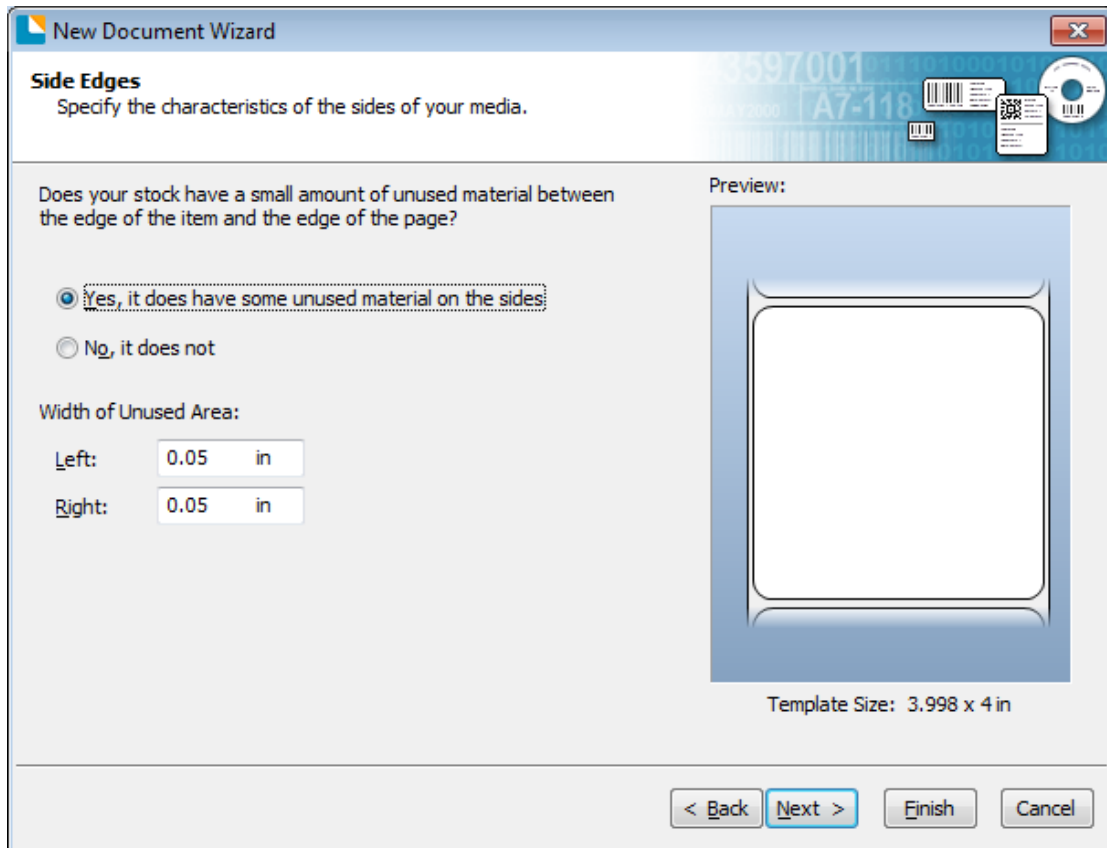 New Document Wizard
Side Edges
Specify the characteristics of the sides of your media.
3597001
A7-118
Does your stock have a small amount of unused material between
the edge of the item and the edge of the page?
Preview:
Yes, it does have some unused material on the sides
No, it does not
Width of Unused Area:
Left: 0.05 in
Right: 0.05 in
Template Size: 3.998 x 4 in
< Back Next > Finish Cancel